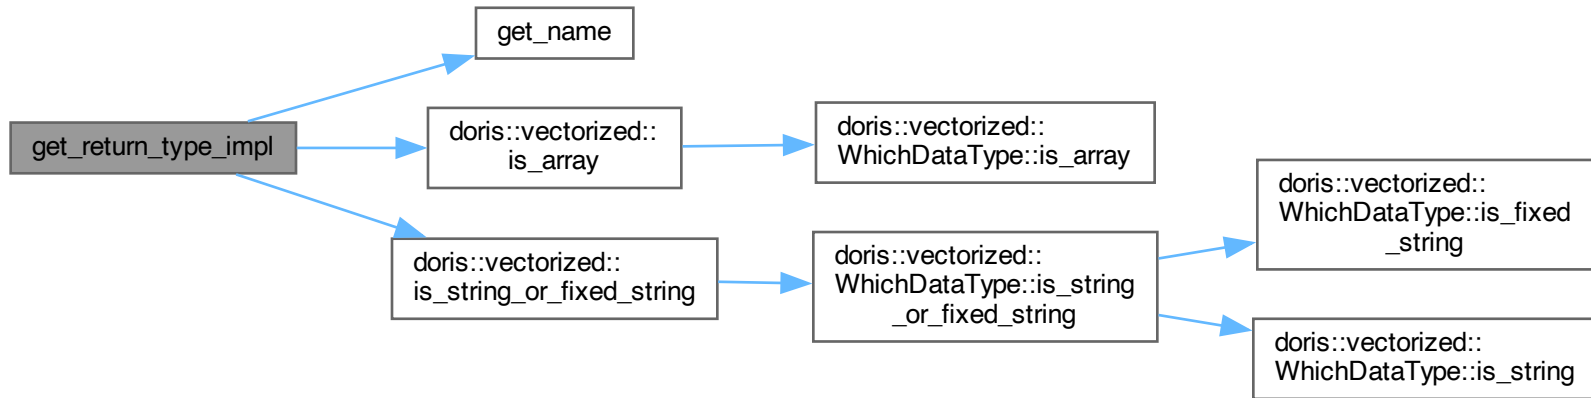 get_name
get_return_type_impl
doris::vectorized::
is_array
doris::vectorized::
WhichDataType::is_array
doris::vectorized::
is_string_or_fixed_string
doris::vectorized::
WhichDataType::is_string
_or_fixed_string
doris::vectorized::
WhichDataType::is_fixed
_string
doris::vectorized::
WhichDataType::is_string